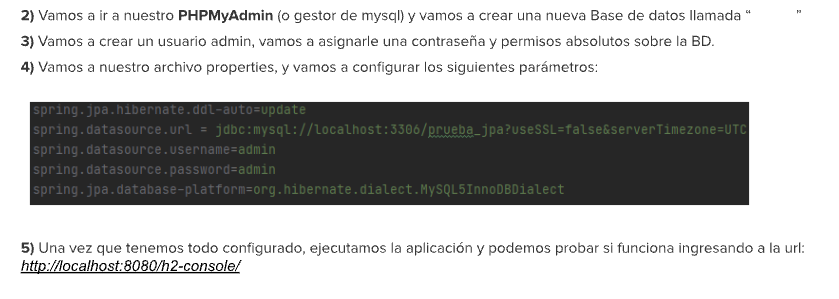 2) Vamos a ir a nuestro PHPMyAdmin (o gestor de mysql) y vamos a crear una nueva Base de datos llamada “ ”
3) Vamos a crear un usuario admin, vamos a asignarle una contraseña y permisos absolutos sobre la BD.
4) Vamos a nuestro archivo properties, y vamos a configurar los siguientes parámetros:
spring.jpa.hibernate.ddl-auto=update
spring.datasource.url = jdbc:mysql://localhost:3306/prueba_jpa?useSSL=false&serverTimezone=UTC
spring.datasource.username=admin
spring.datasource.password=admin
spring.jpa.database-platform=org.hibernate.dialect.MySQL5InnoDBDialect
5) Una vez que tenemos todo configurado, ejecutamos la aplicación y podemos probar si funciona ingresando a la url:
http://localhost:8080/h2-console/